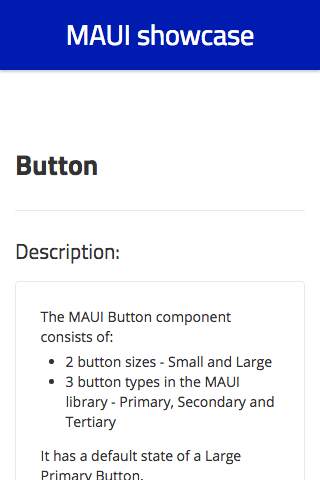 MAUI showcase
Button
Description:
The MAUI Button component
consists of:
• 2 button sizes - Small and Large
• 3 button types in the MAUI
library - Primary, Secondary and
Tertiary
It has a default state of a Large
Primary Button.